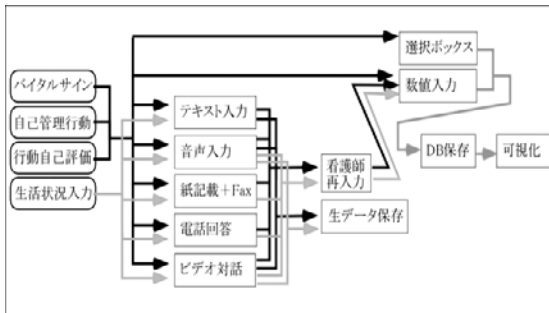 選択ボックス
バイタルサイン
数値入力
自己管理行動
テキスト入力
行動自己評価
音声入力
看護師
再入力
DB保存
可視化
生活状況入力
紙記載+Fax
生データ保存
電話回答
ビデオ対話